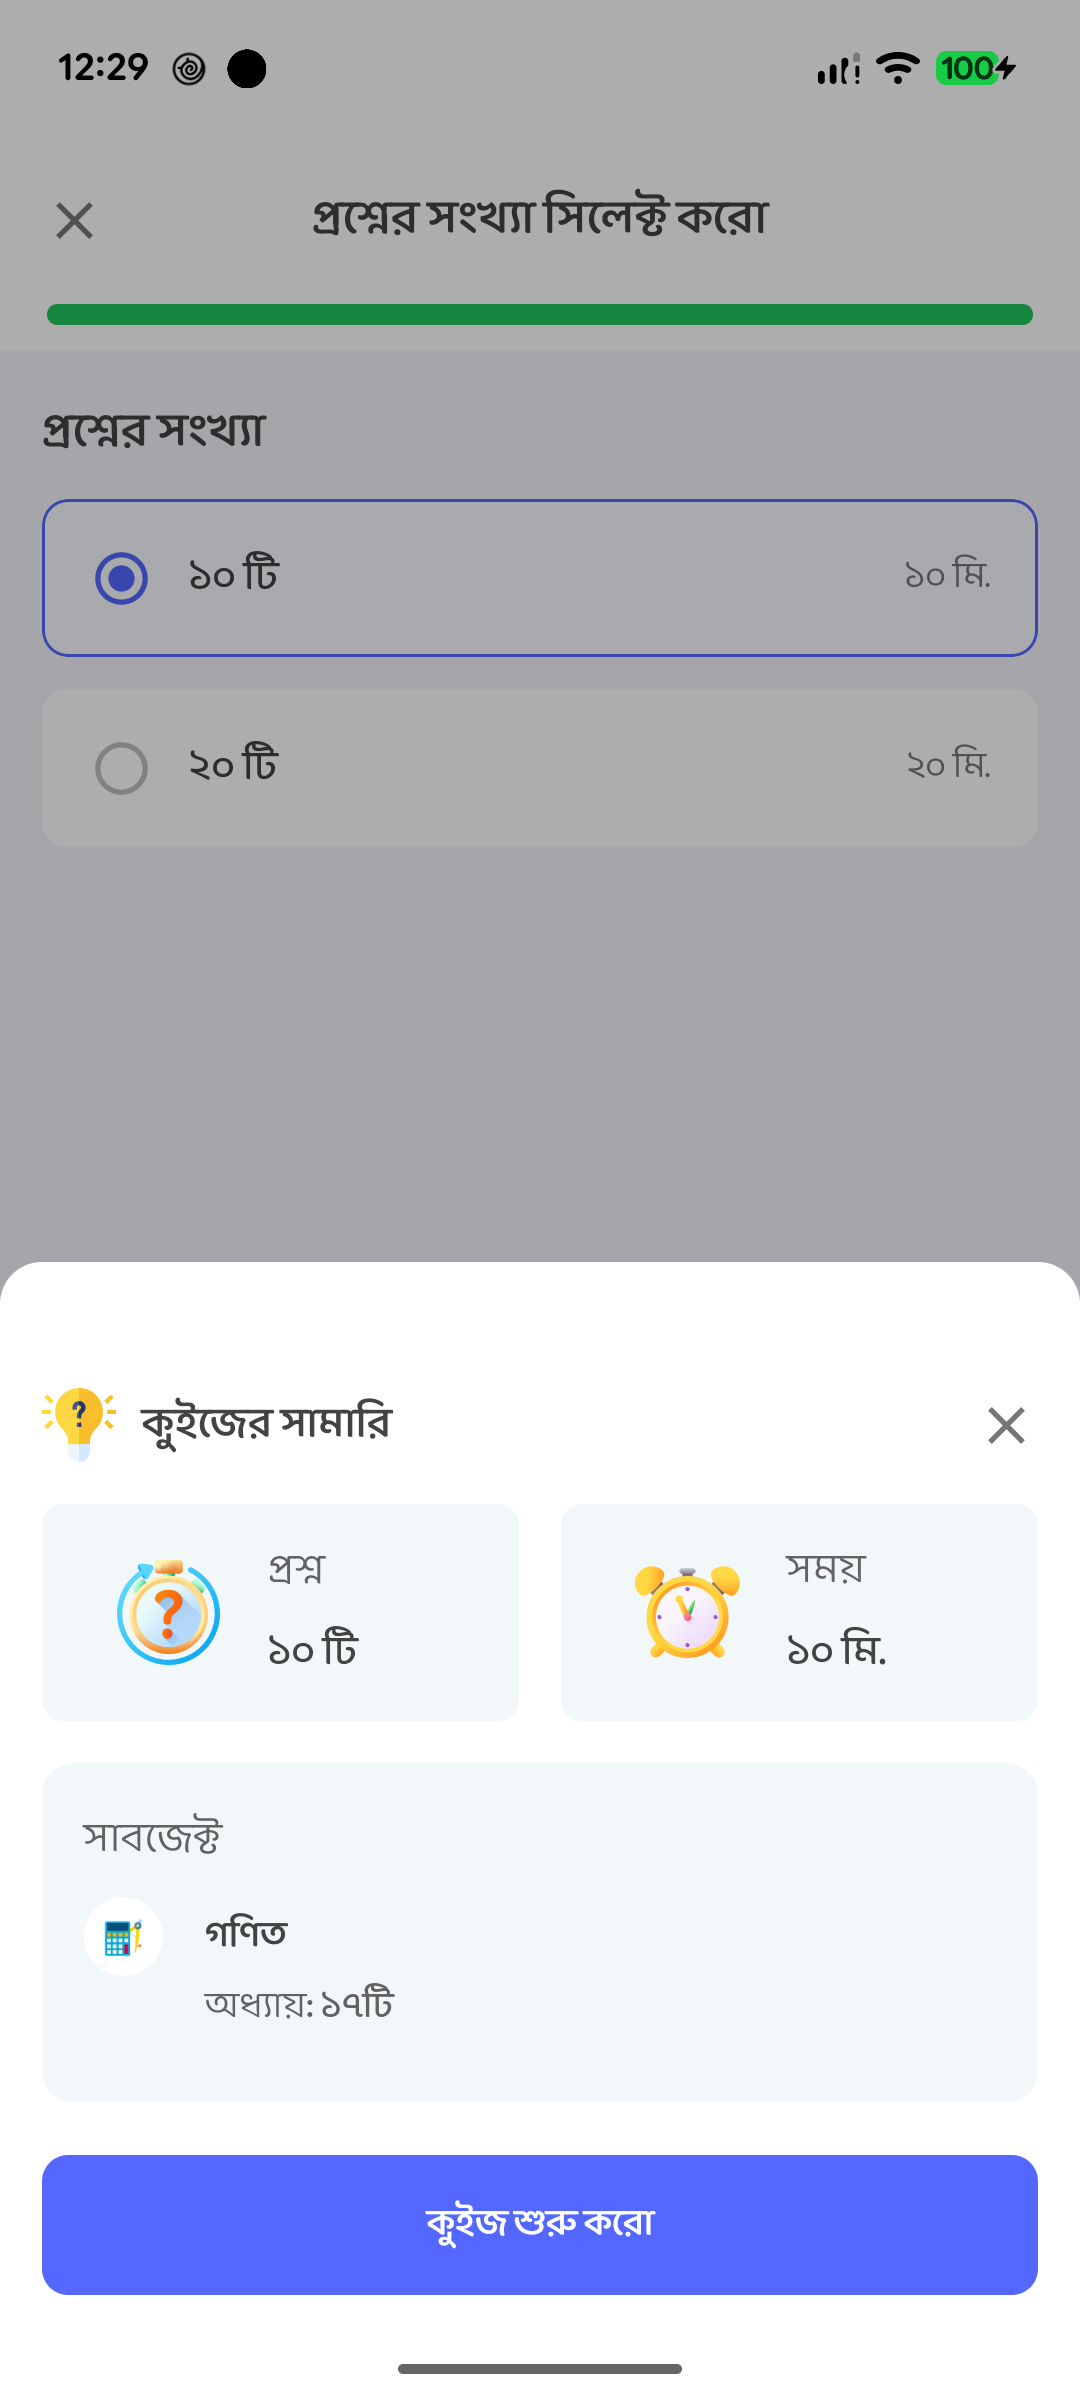 12:29
100
প্রশ্নের সংখ্যা সিলেক্ট করো
প্রশ্নের সংখ্যা
১০ টি
১০ মি.
২০ টি
২০ মি.
কুইজের সামারি
প্রশ্ন
১০ টি
সময়
১০ মি.
সাবজেক্ট
গণিত
অধ্যায়: ১৭টি
কুইজ শুরু করো